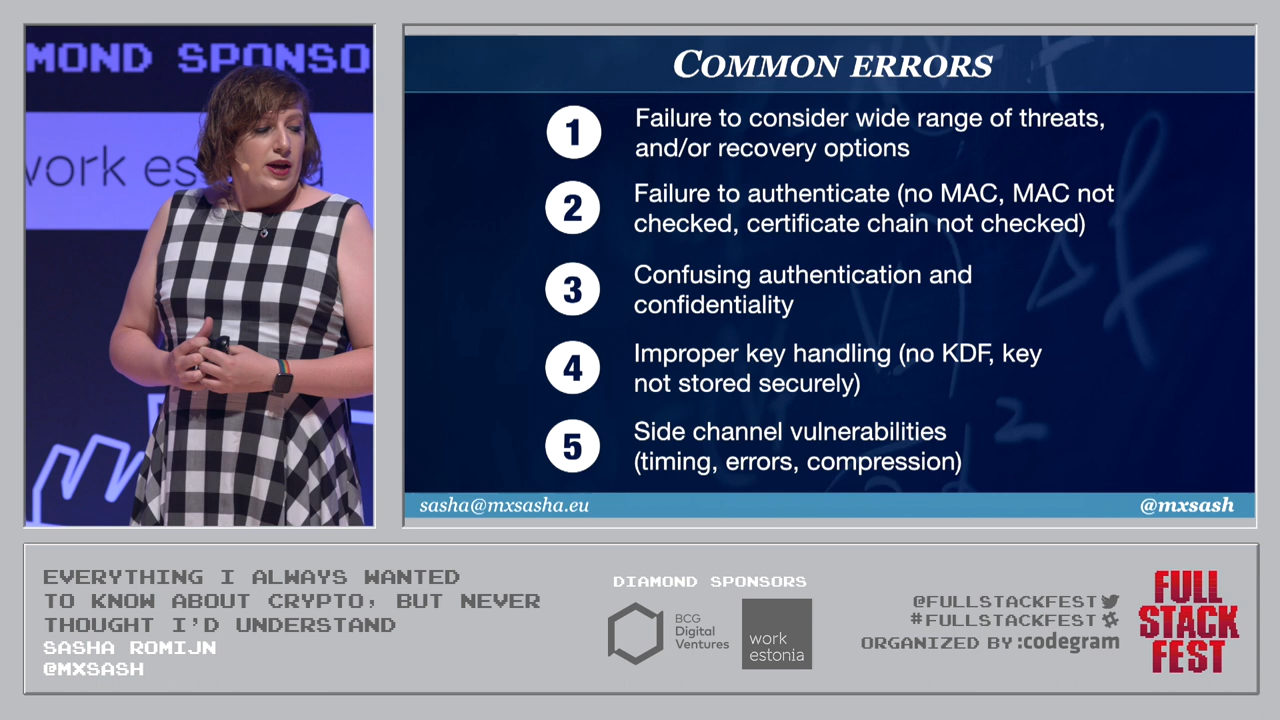 MOND SPONSO
work es
COMMON ERRORS
1
Failure to consider wide range of threats,
and/or recovery options
2
Failure to authenticate (no MAC, MAC not
checked, certificate chain not checked)
3
Confusing authentication and
confidentiality
4
Improper key handling (no KDF, key
not stored securely)
5
Side channel vulnerabilities
(timing, errors, compression)
sasha@mxsasha.eu
@mxsash
EVERYTHING I ALWAYS WANTED
TO KNOW ABOUT CRYPTO, BUT NEVER
THOUGHT I'D UNDERSTAND
SASHA ROMIJN
@MXSASH
DIAMOND SPONSORS
BCG
Digital
Ventures
work
estonia
@FULLSTACKFEST
#FULLSTACKFEST
ORGANIZED BY :codegram
FULL
STACK
FEST